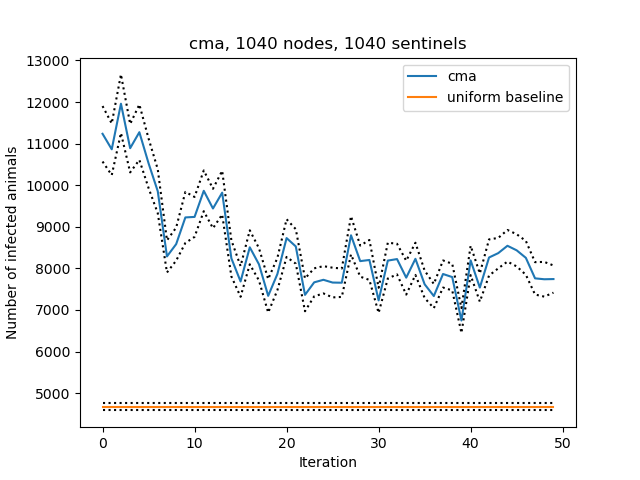 cma, 1040 nodes, 1040 sentinels
13000
12000
11000
10000
9000
8000
7000
6000
5000
Number of infected animals
cma
uniform baseline
0 10 20 30 40 50
Iteration